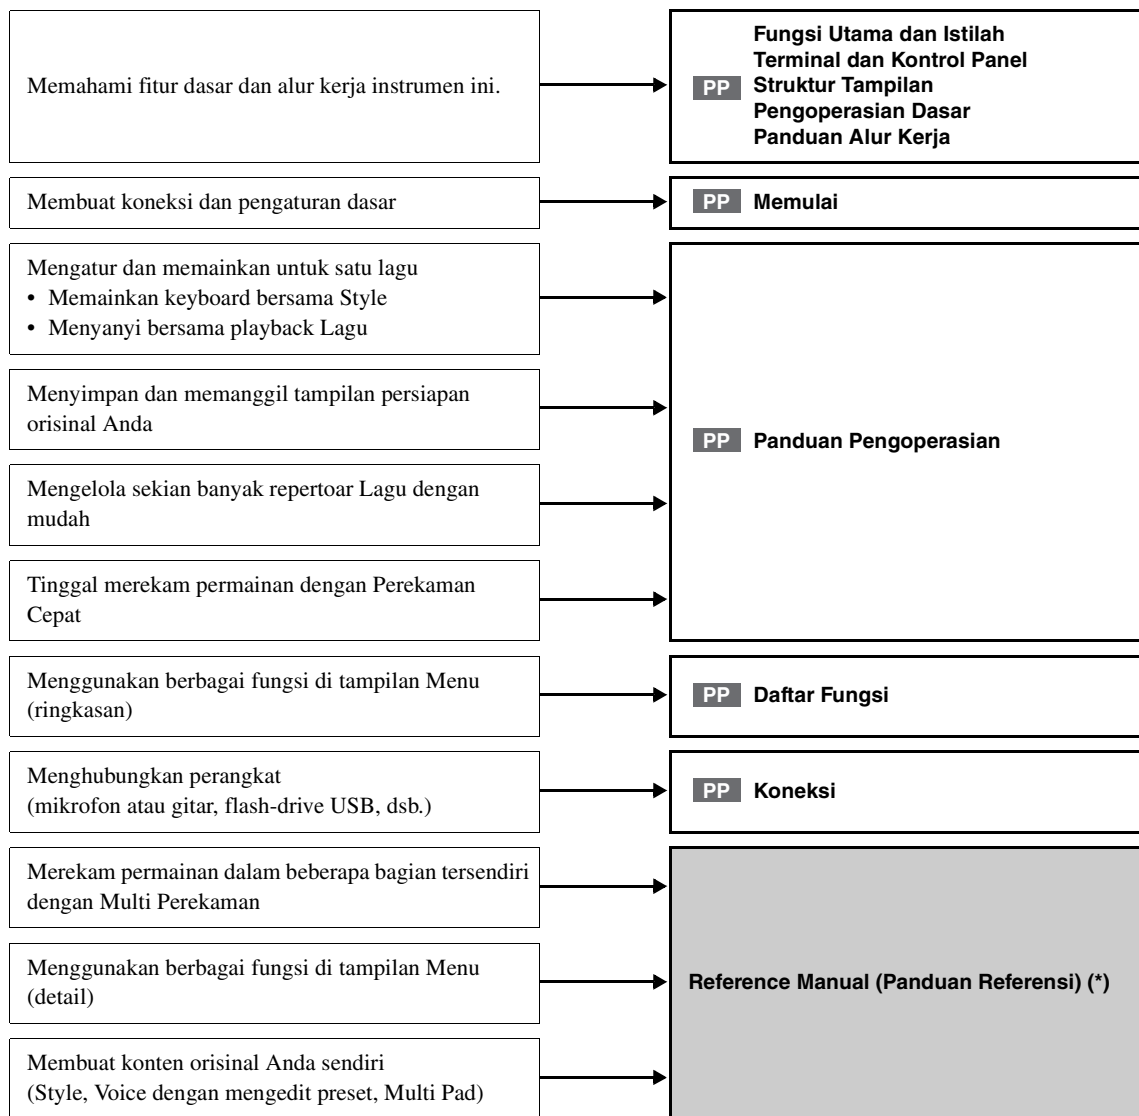 Memahami fitur dasar dan alur kerja instrumen ini.
PP
Fungsi Utama dan Istilah
Terminal dan Kontrol Panel
Struktur Tampilan
Pengoperasian Dasar
Panduan Alur Kerja
Membuat koneksi dan pengaturan dasar
PP Memulai
Mengatur dan memainkan untuk satu lagu
• Memainkan keyboard bersama Style
• Menyanyi bersama playback Lagu
Menyimpan dan memanggil tampilan persiapan
orisinal Anda
Mengelola sekian banyak repertoar Lagu dengan
mudah
Tinggal merekam permainan dengan Perekaman
Cepat
PP Panduan Pengoperasian
Menggunakan berbagai fungsi di tampilan Menu
(ringkasan)
PP Daftar Fungsi
Menghubungkan perangkat
(mikrofon atau gitar, flash-drive USB, dsb.)
PP Koneksi
Merekam permainan dalam beberapa bagian tersendiri
dengan Multi Perekaman
Menggunakan berbagai fungsi di tampilan Menu
(detail)
Membuat konten orisinal Anda sendiri
(Style, Voice dengan mengedit preset, Multi Pad)
Reference Manual (Panduan Referensi) (*)